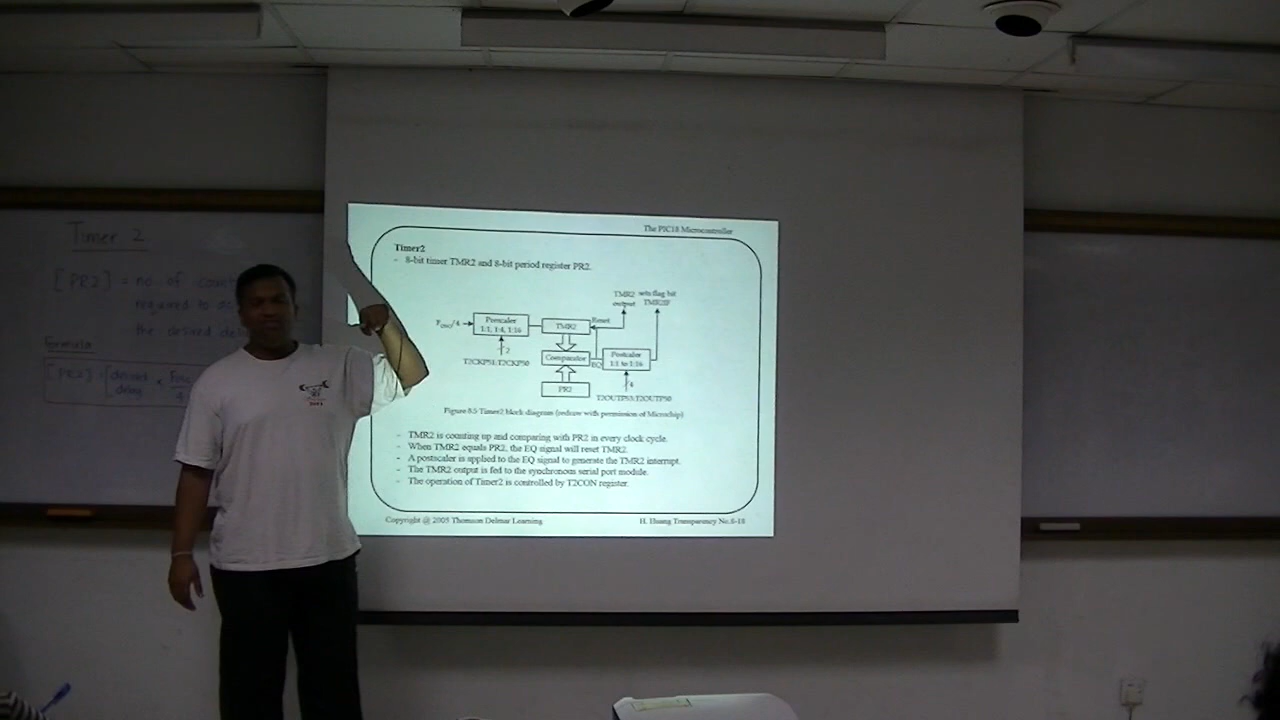 Timer 2
[PR2] = no. of count
required to
the desired del
Formula
[PR2] = [desired delay × Fosc/4
The PIC18 Microcontroller
Timer2
- 8-bit timer TMR2 and 8-bit period register PR2.
TMR2 output
sets flag bit TMR2IF
Fosc/4
Prescaler
1:1, 1:4, 1:16
TMR2
Reset
2
T2CKPS1:T2CKPS0
Comparator
EQ
Postscaler
1:1 to 1:16
PR2
4
T2OUTPS3:T2OUTPS0
Figure 8.5 Timer2 block diagram (redraw with permission of Microchip)
- TMR2 is counting up and comparing with PR2 in every clock cycle.
- When TMR2 equals PR2, the EQ signal will reset TMR2.
- A postscaler is applied to the EQ signal to generate the TMR2 interrupt.
- The TMR2 output is fed to the synchronous serial port module.
- The operation of Timer2 is controlled by T2CON register.
Copyright @ 2005 Thomson Delmar Learning
H. Huang Transparency No.8-18